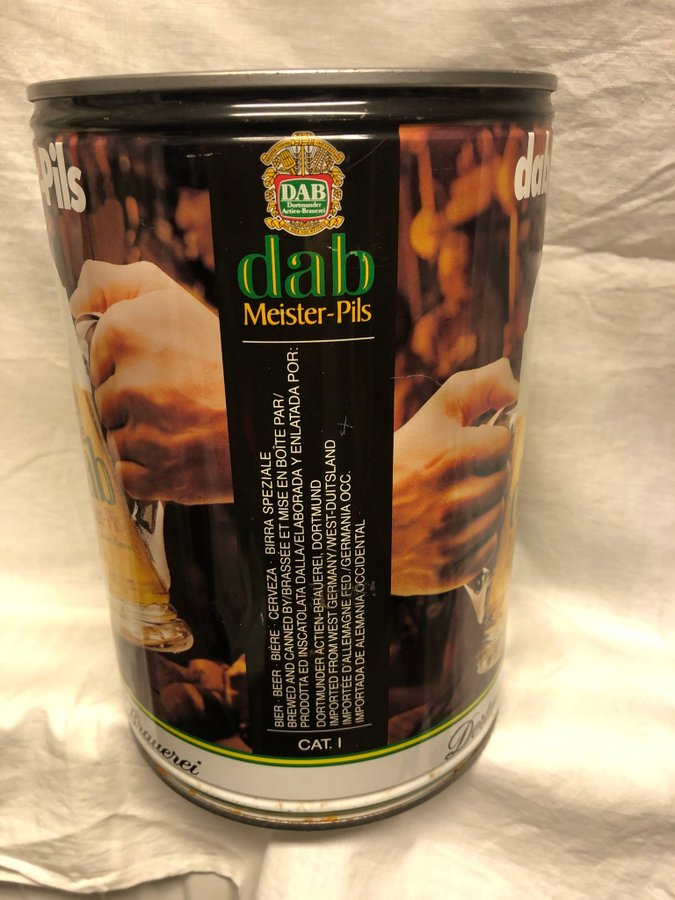 Pils
dab
DAB
Dortmunder
Actien-Brauerei
dab
Meister-Pils
BIER · BEER · BIÈRE · CERVEZA · BIRRA SPEZIALE
BREWED AND CANNED BY/BRASSÉE ET MISE EN BOÎTE PAR/
PRODOTTA ED INSCATOLATA DALLA/ELABORADA Y ENLATADA POR:
DORTMUNDER ACTIEN-BRAUEREI, DORTMUND
IMPORTED FROM WEST GERMANY/WEST-DUITSLAND
IMPORTÉE D'ALLEMAGNE FED./GERMANIA OCC.
IMPORTADA DE ALEMANIA OCCIDENTAL
CAT. I
Brauerei